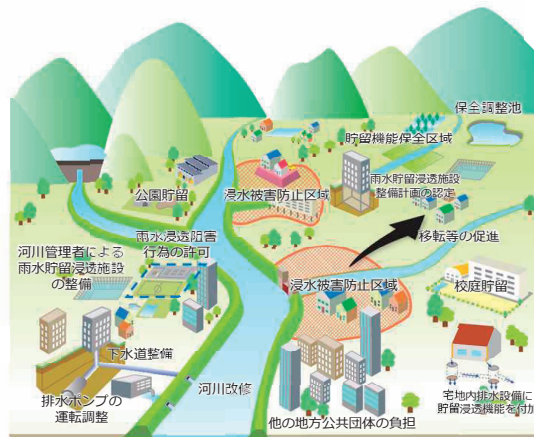 保全調整池
貯留機能保全区域
公園貯留
浸水被害防止区域
雨水貯留浸透施設
整備計画の認定
移転等の促進
雨水浸透阻害
行為の許可
河川管理者による
雨水貯留浸透施設
の整備
浸水被害防止区域
校庭貯留
下水道整備
排水ポンプの
運転調整
河川改修
宅地内排水設備に
貯留浸透機能を付加
他の地方公共団体の負担